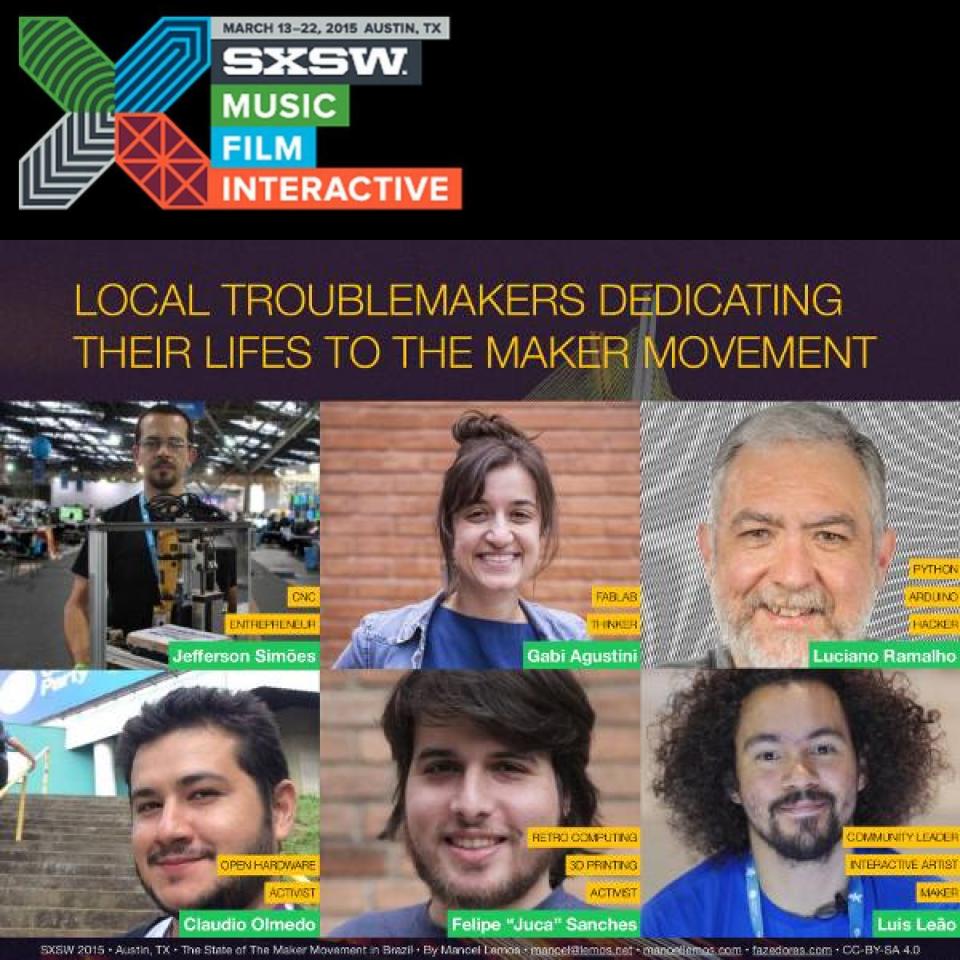 MARCH 13–22, 2015 AUSTIN, TX
SXSW.
MUSIC
FILM
INTERACTIVE
LOCAL TROUBLEMAKERS DEDICATING
THEIR LIFES TO THE MAKER MOVEMENT
CNC
ENTREPRENEUR
Jefferson Simões
FABLAB
THINKER
Gabi Agustini
PYTHON
ARDUINO
HACKER
Luciano Ramalho
Party
OPEN HARDWARE
ACTIVIST
Claudio Olmedo
RETRO COMPUTING
3D PRINTING
ACTIVIST
Felipe “Juca” Sanches
COMMUNITY LEADER
INTERACTIVE ARTIST
MAKER
Luis Leão
SXSW 2015 • Austin, TX • The State of The Maker Movement in Brazil • By Manoel Lemos • manoel@lemos.net • manoellemos.com • fazedores.com • CC-BY-SA 4.0